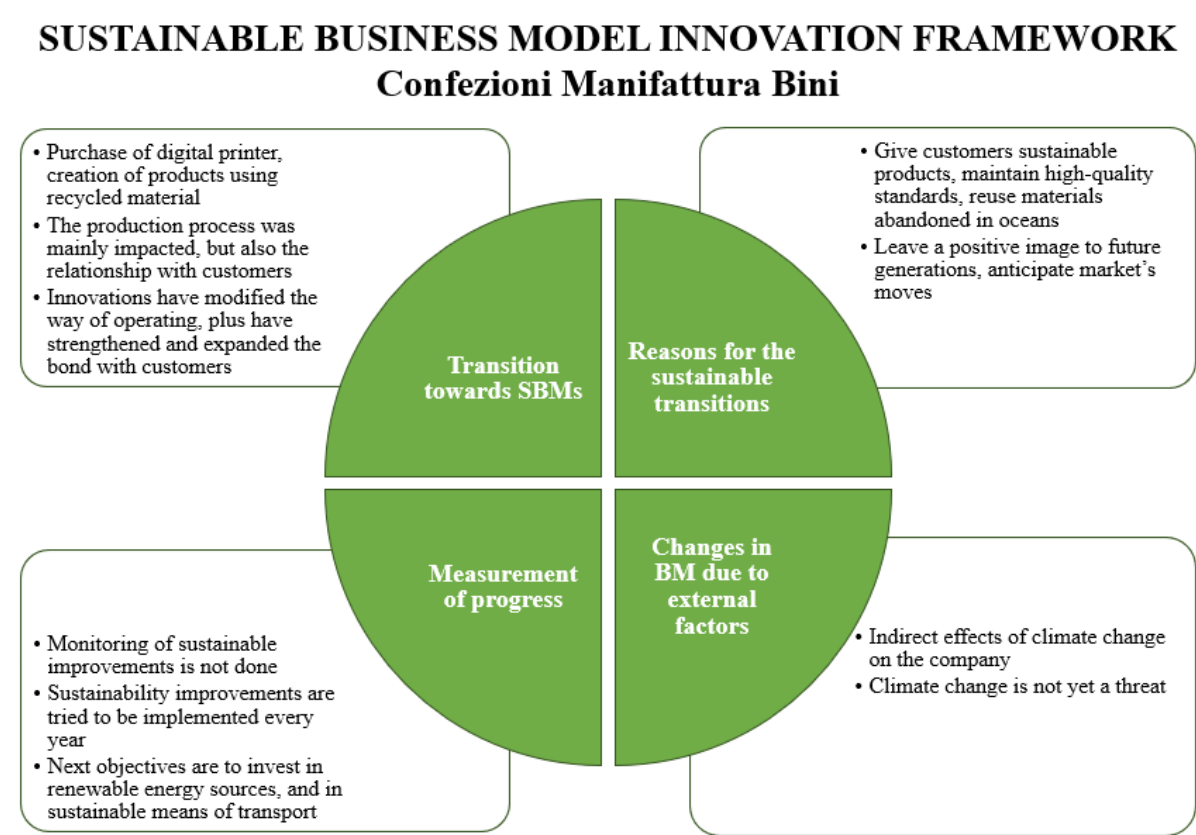 SUSTAINABLE BUSINESS MODEL INNOVATION FRAMEWORK
Confezioni Manifattura Bini
• Purchase of digital printer,
creation of products using
recycled material
• The production process was
mainly impacted, but also the
relationship with customers
• Innovations have modified the
way of operating, plus have
strengthened and expanded the
bond with customers
• Give customers sustainable
products, maintain high-quality
standards, reuse materials
abandoned in oceans
• Leave a positive image to future
generations, anticipate market’s
moves
Transition
towards SBMs
Reasons for the
sustainable
transitions
Measurement
of progress
Changes in
BM due to
external
factors
• Monitoring of sustainable
improvements is not done
• Sustainability improvements are
tried to be implemented every
year
• Next objectives are to invest in
renewable energy sources, and in
sustainable means of transport
• Indirect effects of climate change
on the company
• Climate change is not yet a threat